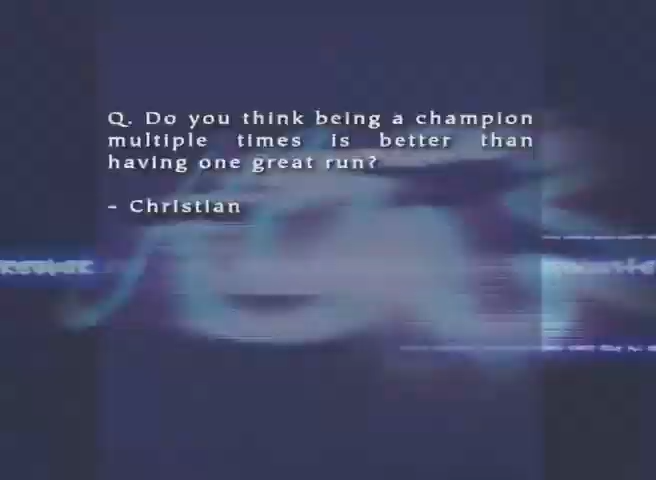 Q. Do you think being a champion
multiple times is better than
having one great run?
- Christian